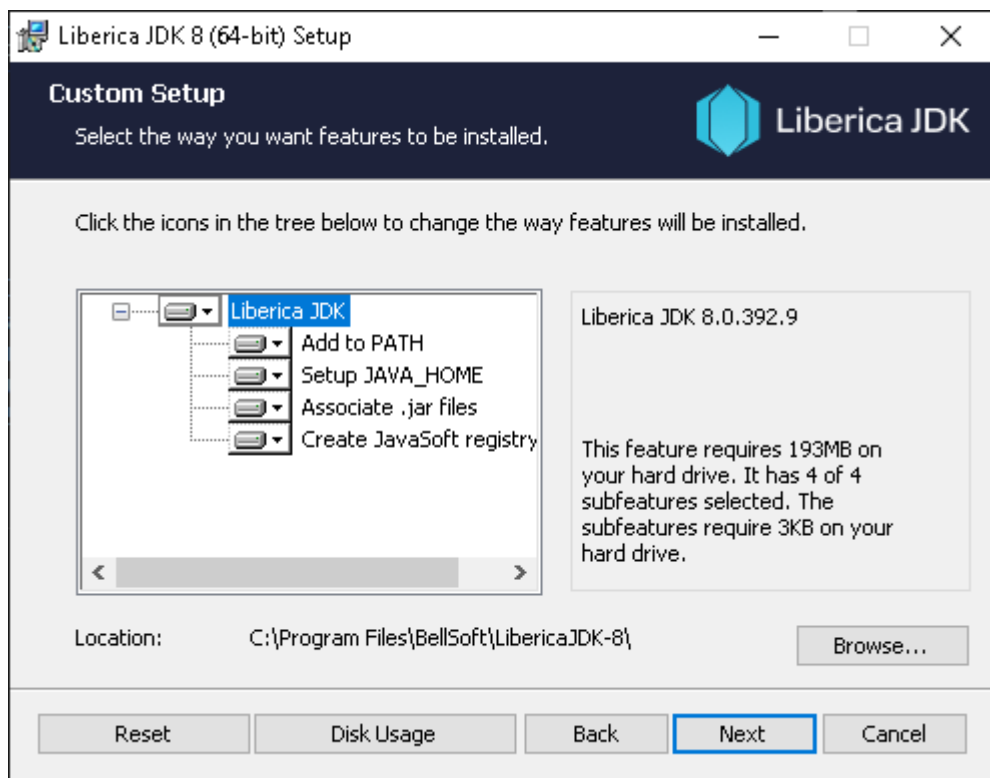 Liberica JDK 8 (64-bit) Setup
Custom Setup
Select the way you want features to be installed.
Liberica JDK
Click the icons in the tree below to change the way features will be installed.
Liberica JDK
Add to PATH
Setup JAVA_HOME
Associate .jar files
Create JavaSoft registry
Liberica JDK 8.0.392.9
This feature requires 193MB on
your hard drive. It has 4 of 4
subfeatures selected. The
subfeatures require 3KB on your
hard drive.
Location: C:\Program Files\BellSoft\LibericaJDK-8\
Browse...
Reset Disk Usage Back Next Cancel